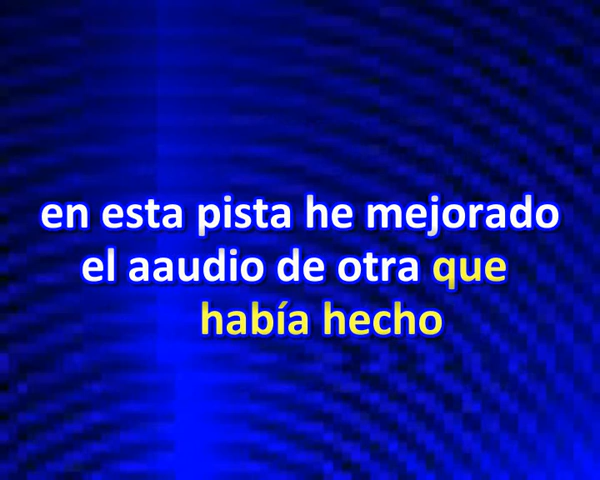 en esta pista he mejorado
el aaudio de otra que
había hecho